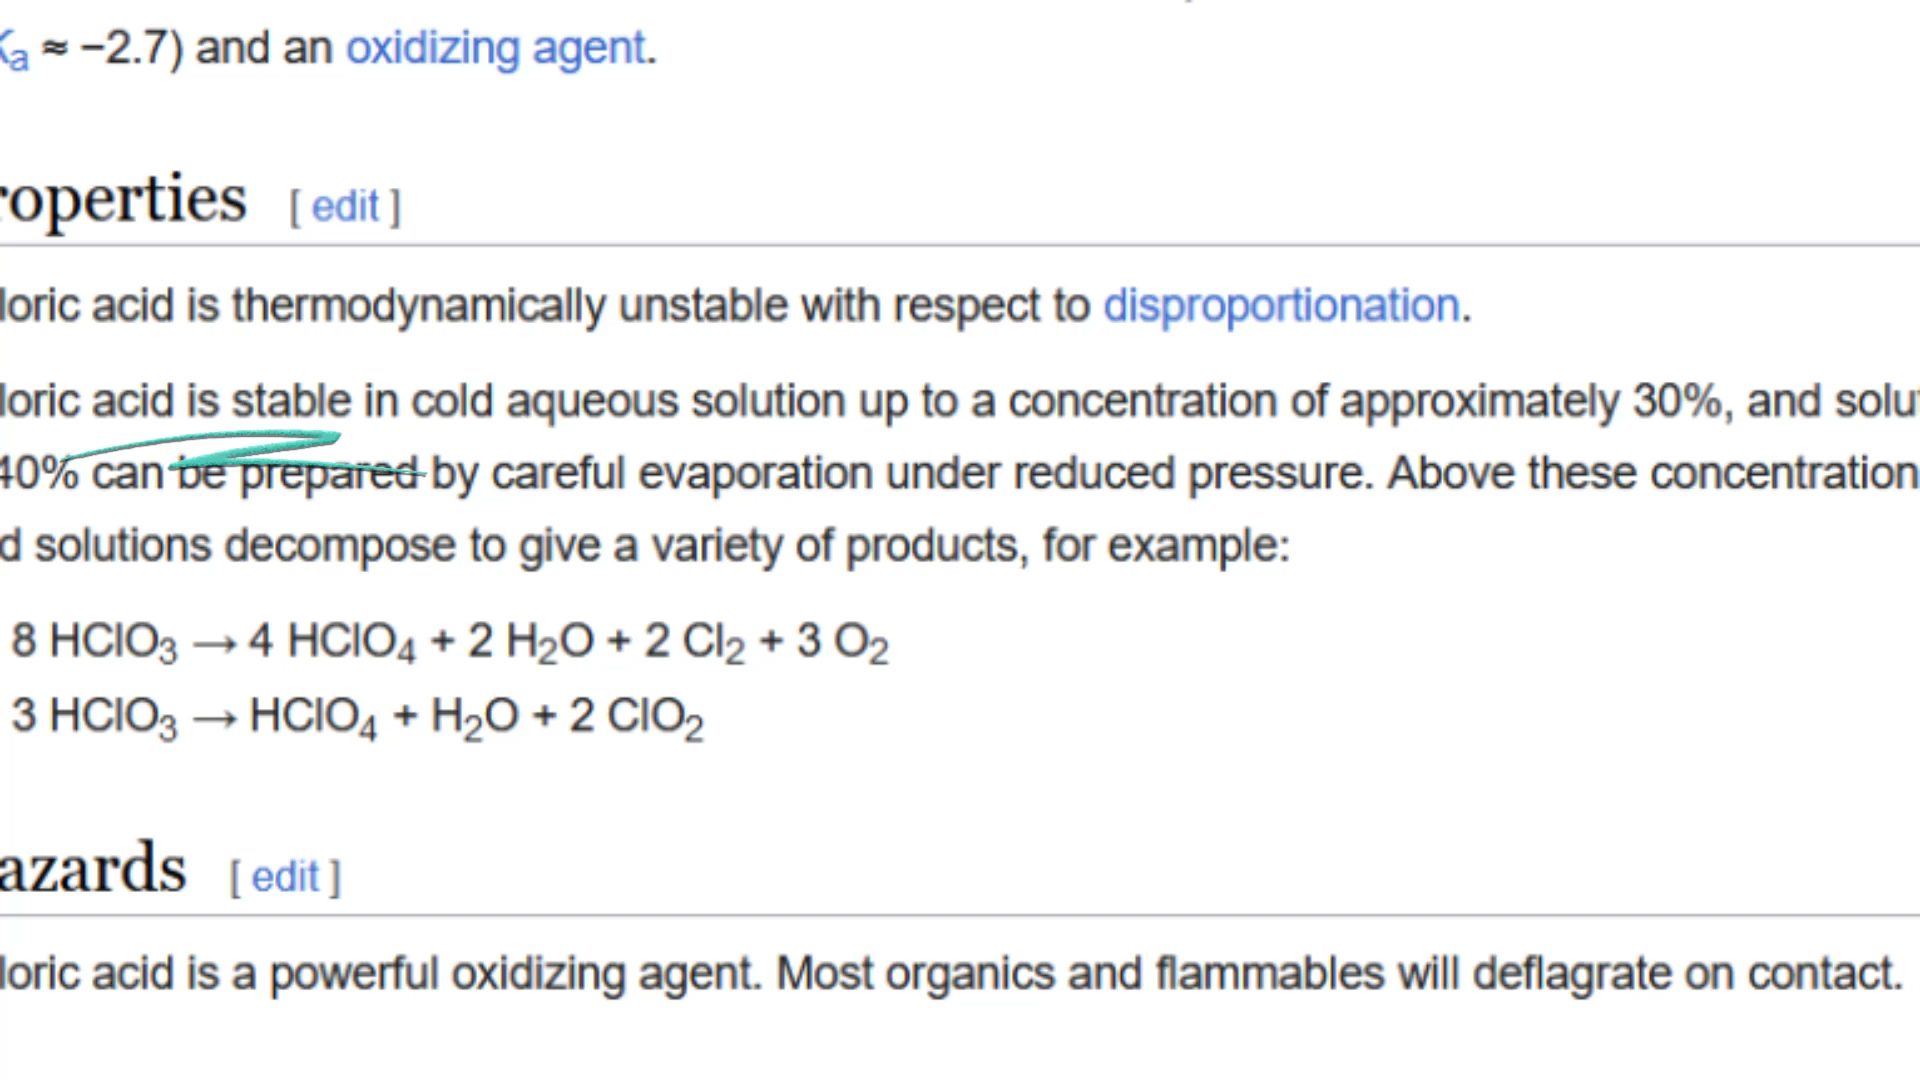 Kₐ ≈ −2.7) and an oxidizing agent.
roperties [ edit ]
loric acid is thermodynamically unstable with respect to disproportionation.
loric acid is stable in cold aqueous solution up to a concentration of approximately 30%, and solut
40% can be prepared by careful evaporation under reduced pressure. Above these concentration
d solutions decompose to give a variety of products, for example:
8 HClO₃ → 4 HClO₄ + 2 H₂O + 2 Cl₂ + 3 O₂
3 HClO₃ → HClO₄ + H₂O + 2 ClO₂
azards [ edit ]
loric acid is a powerful oxidizing agent. Most organics and flammables will deflagrate on contact.